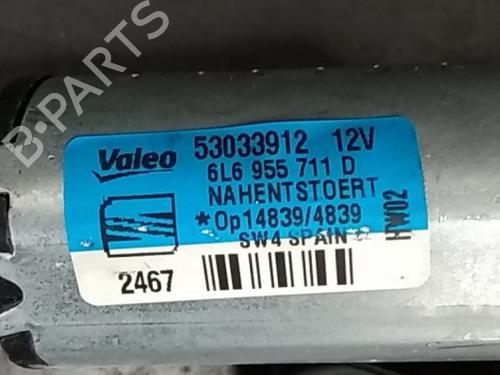 B-PARTS
Valeo 53033912 12V
6L6 955 711 D
NAHENTSTOERT
*Op14839/4839
SW4 SPAIN
HW02
2467